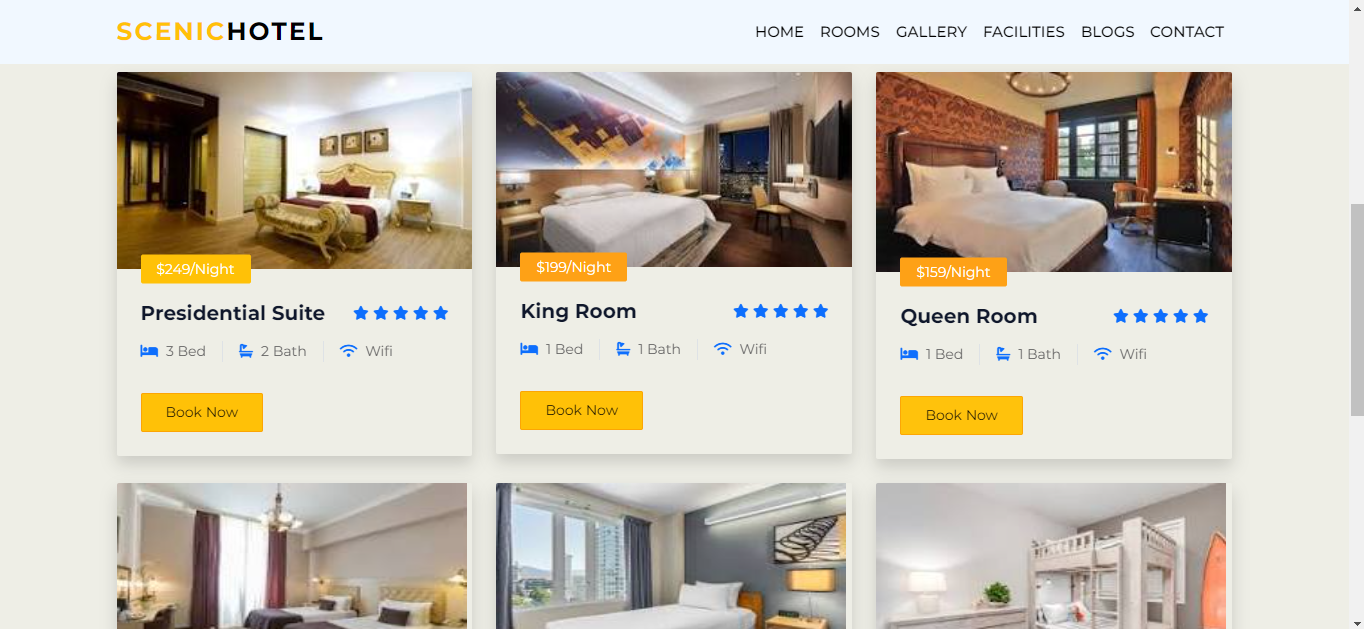 SCENICHOTEL
HOME ROOMS GALLERY FACILITIES BLOGS CONTACT
$249/Night
Presidential Suite
3 Bed 2 Bath Wifi
Book Now
$199/Night
King Room
1 Bed 1 Bath Wifi
Book Now
$159/Night
Queen Room
1 Bed 1 Bath Wifi
Book Now